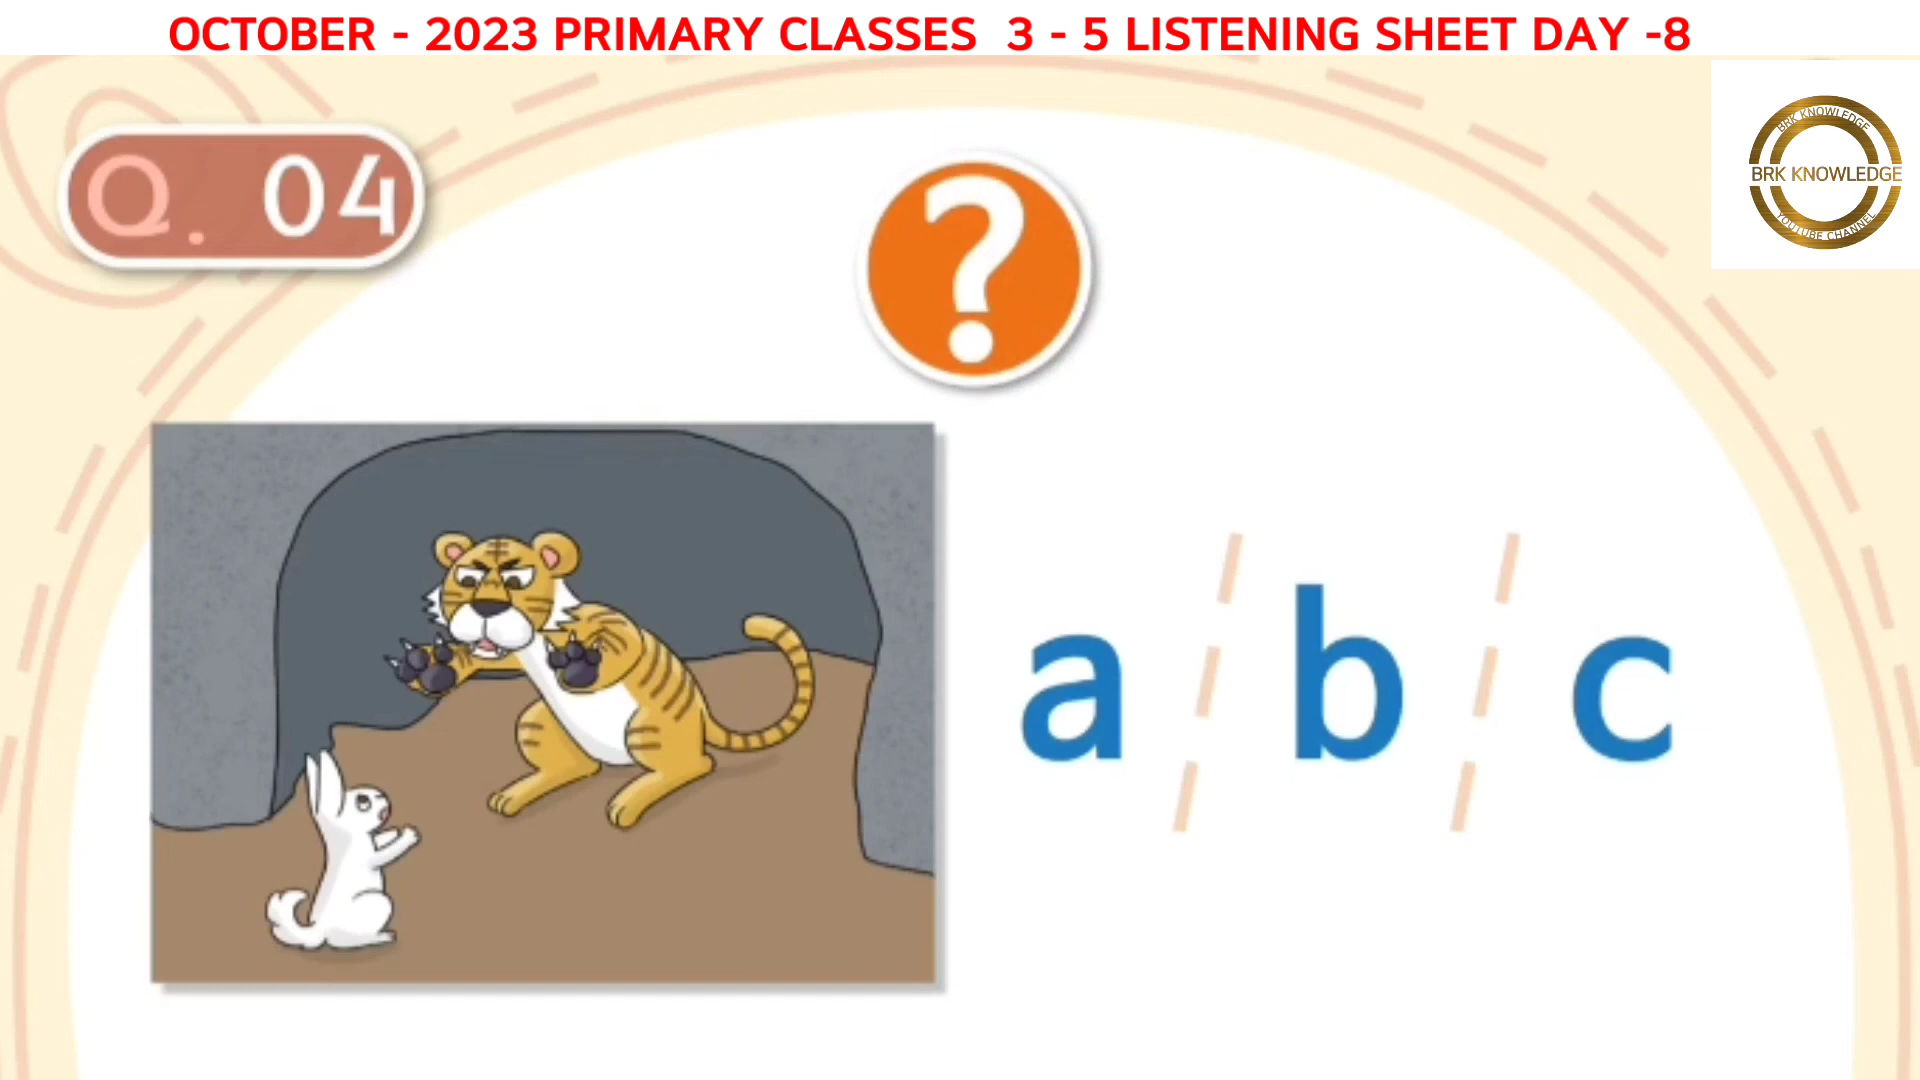 OCTOBER - 2023 PRIMARY CLASSES 3 - 5 LISTENING SHEET DAY -8
Q. 04
?
BRK KNOWLEDGE
BRK KNOWLEDGE
YOUTUBE CHANNEL
a b c